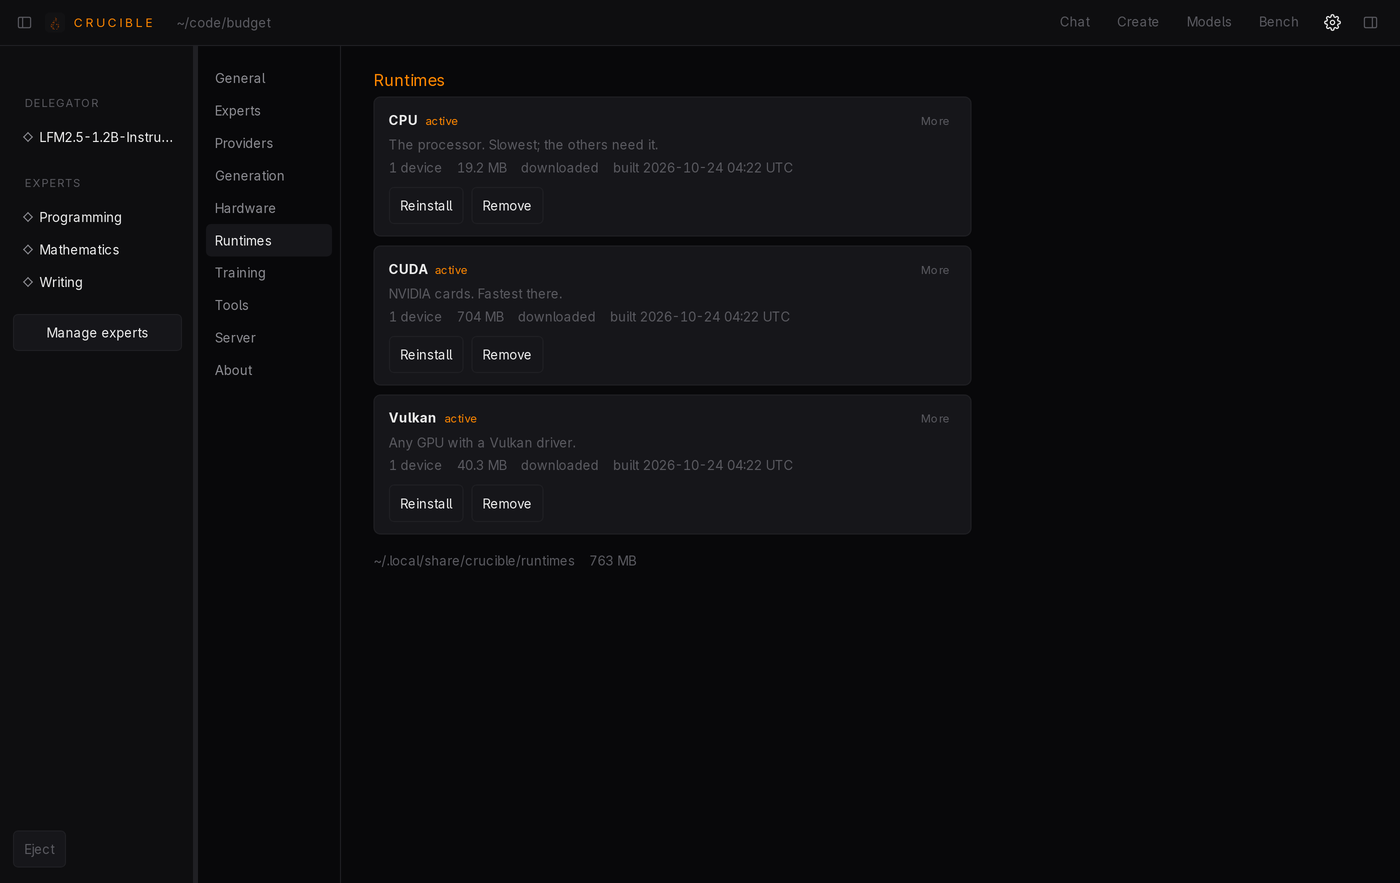 CRUCIBLE ~/code/budget Chat Create Models Bench
DELEGATOR
LFM2.5-1.2B-Instru...
EXPERTS
Programming
Mathematics
Writing
Manage experts
Eject
General
Experts
Providers
Generation
Hardware
Runtimes
Training
Tools
Server
About
Runtimes
CPU active More
The processor. Slowest; the others need it.
1 device 19.2 MB downloaded built 2026-10-24 04:22 UTC
Reinstall Remove
CUDA active More
NVIDIA cards. Fastest there.
1 device 704 MB downloaded built 2026-10-24 04:22 UTC
Reinstall Remove
Vulkan active More
Any GPU with a Vulkan driver.
1 device 40.3 MB downloaded built 2026-10-24 04:22 UTC
Reinstall Remove
~/.local/share/crucible/runtimes 763 MB